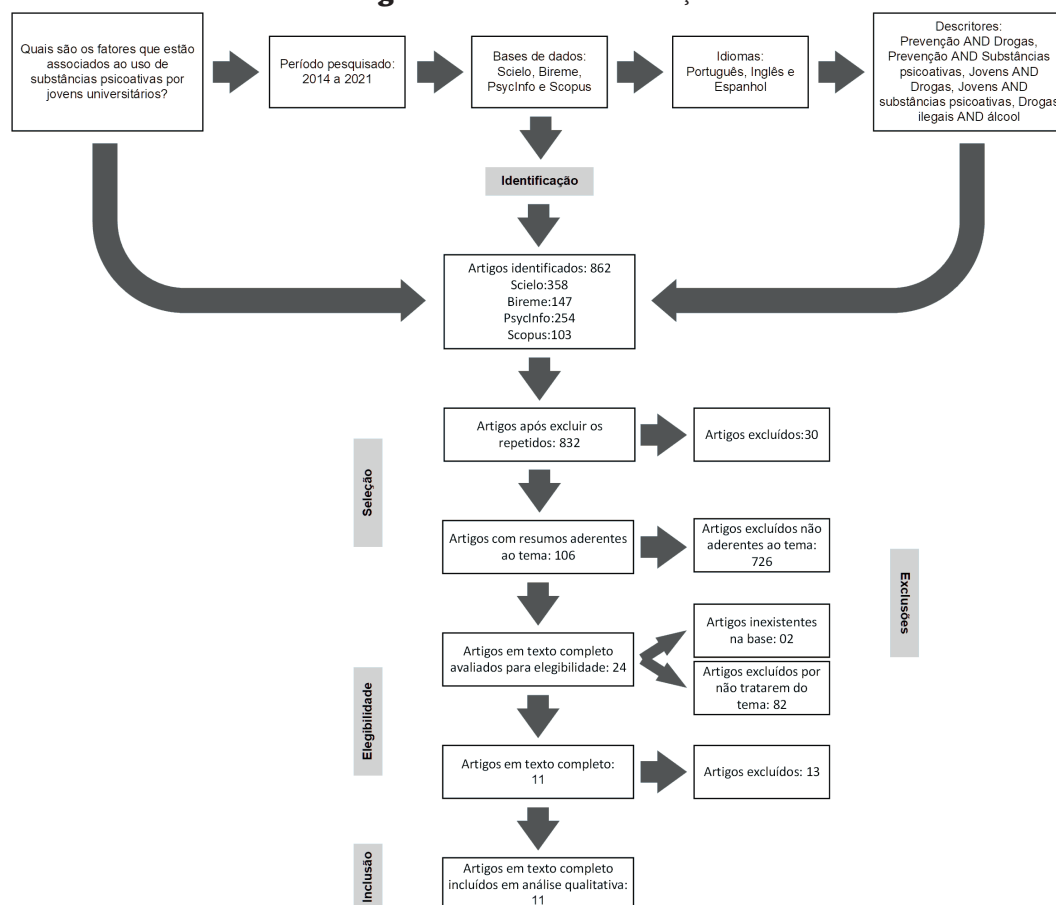 Quais são os fatores que estão
associados ao uso de
substâncias psicoativas por
jovens universitários?
Período pesquisado:
2014 a 2021
Bases de dados:
Scielo, Bireme,
PsycInfo e Scopus
Idiomas:
Português, Inglês e
Espanhol
Descritores:
Prevenção AND Drogas,
Prevenção AND Substâncias
psicoativas, Jovens AND
Drogas, Jovens AND
substâncias psicoativas, Drogas
ilegais AND álcool
Identificação
Artigos identificados: 862
Scielo:358
Bireme:147
PsycInfo:254
Scopus:103
Seleção
Artigos após excluir os
repetidos: 832
Artigos excluídos:30
Artigos com resumos aderentes
ao tema: 106
Artigos excluídos não
aderentes ao tema:
726
Exclusões
Artigos em texto completo
avaliados para elegibilidade: 24
Artigos inexistentes
na base: 02
Artigos excluídos por
não tratarem do
tema: 82
Elegibilidade
Artigos em texto completo:
11
Artigos excluídos: 13
Inclusão
Artigos em texto completo
incluídos em análise qualitativa:
11